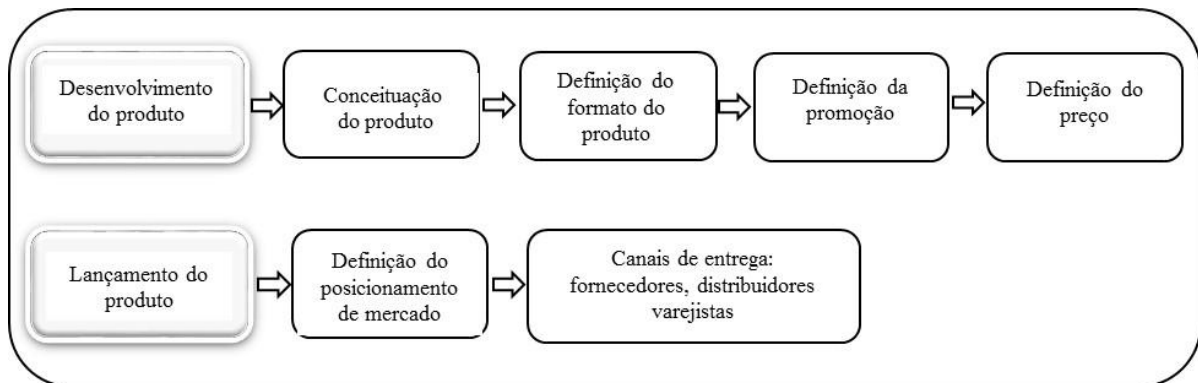 Desenvolvimento
do produto
Conceituação
do produto
Definição do
formato do
produto
Definição da
promoção
Definição do
preço
Lançamento do
produto
Definição do
posicionamento
de mercado
Canais de entrega:
fornecedores, distribuidores
varejistas